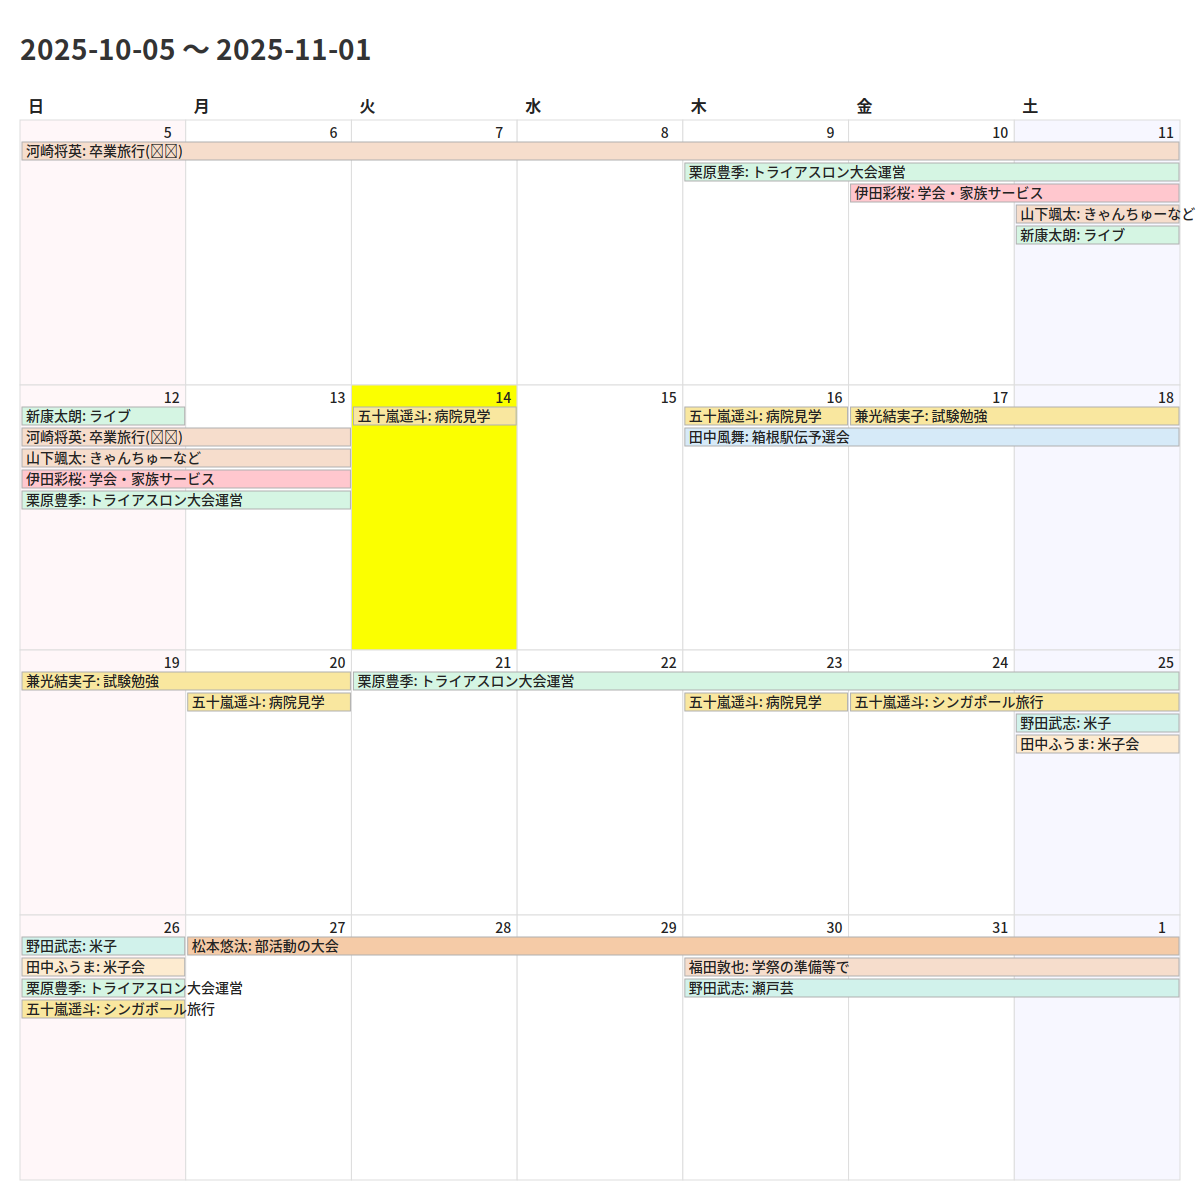 2025-10-05 〜 2025-11-01
日 月 火 水 木 金 土
5 6 7 8 9 10 11
河崎将英: 卒業旅行()
栗原豊季: トライアスロン大会運営
伊田彩桜: 学会・家族サービス
山下颯太: きゃんちゅーなど
新康太朗: ライブ
12 13 14 15 16 17 18
新康太朗: ライブ 五十嵐遥斗: 病院見学 五十嵐遥斗: 病院見学 兼光結実子: 試験勉強
河崎将英: 卒業旅行() 田中風舞: 箱根駅伝予選会
山下颯太: きゃんちゅーなど
伊田彩桜: 学会・家族サービス
栗原豊季: トライアスロン大会運営
19 20 21 22 23 24 25
兼光結実子: 試験勉強 栗原豊季: トライアスロン大会運営
五十嵐遥斗: 病院見学 五十嵐遥斗: 病院見学 五十嵐遥斗: シンガポール旅行
野田武志: 米子
田中ふうま: 米子会
26 27 28 29 30 31 1
野田武志: 米子 松本悠汰: 部活動の大会
田中ふうま: 米子会 福田敦也: 学祭の準備等で
栗原豊季: トライアスロン大会運営 野田武志: 瀬戸芸
五十嵐遥斗: シンガポール旅行